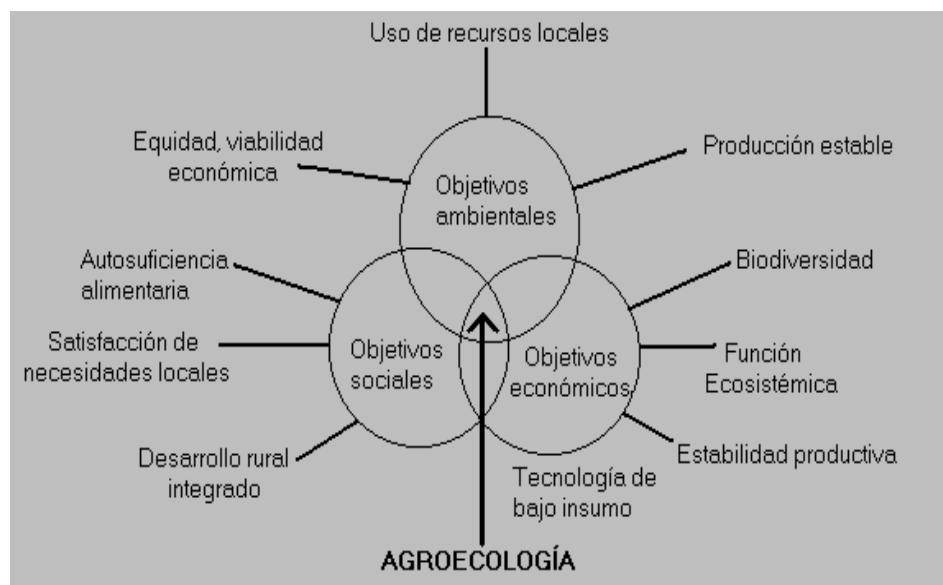 Uso de recursos locales
Equidad, viabilidad
económica
Producción estable
Objetivos
ambientales
Autosuficiencia
alimentaria
Biodiversidad
Satisfacción de
necesidades locales
Objetivos
sociales
Objetivos
económicos
Función
Ecosistémica
Desarrollo rural
integrado
Tecnología de
bajo insumo
Estabilidad productiva
AGROECOLOGÍA